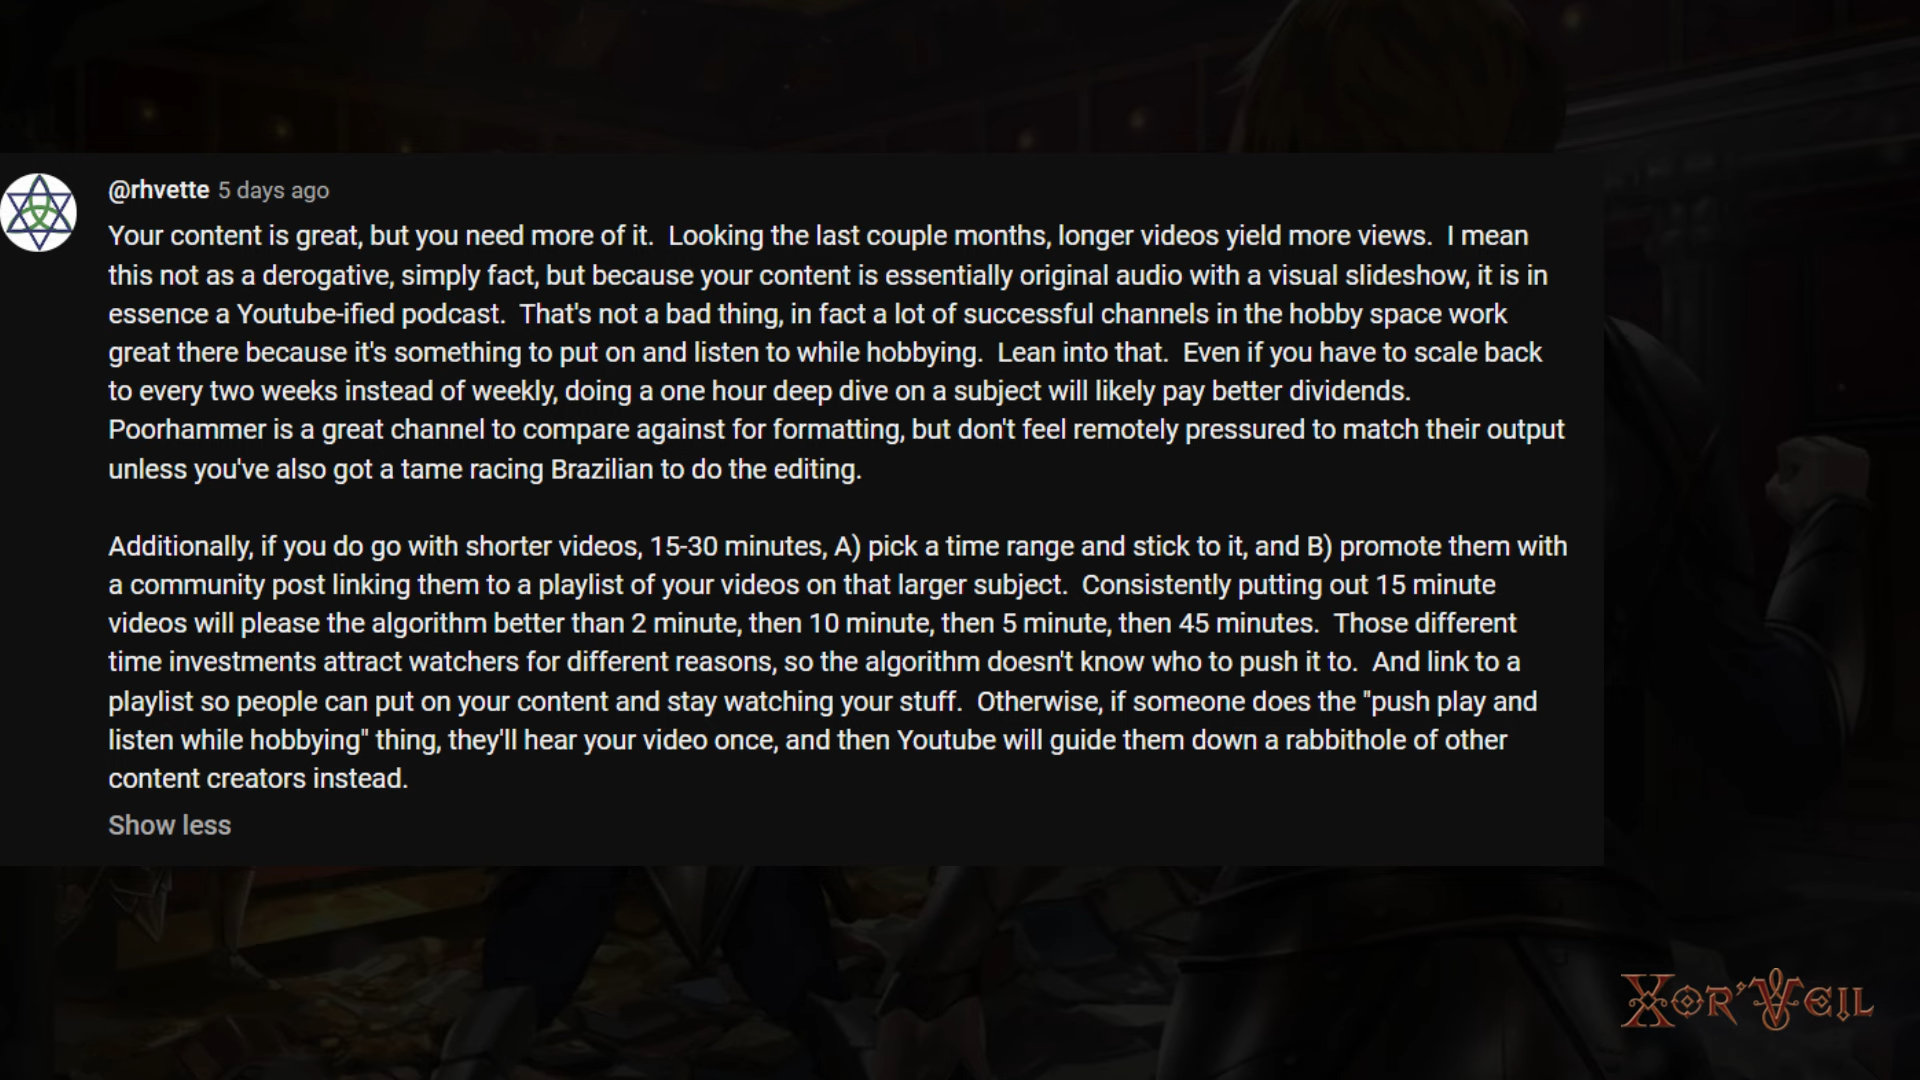 @rhvette 5 days ago
Your content is great, but you need more of it.  Looking the last couple months, longer videos yield more views.  I mean
this not as a derogative, simply fact, but because your content is essentially original audio with a visual slideshow, it is in
essence a Youtube-ified podcast.  That's not a bad thing, in fact a lot of successful channels in the hobby space work
great there because it's something to put on and listen to while hobbying.  Lean into that.  Even if you have to scale back
to every two weeks instead of weekly, doing a one hour deep dive on a subject will likely pay better dividends.
Poorhammer is a great channel to compare against for formatting, but don't feel remotely pressured to match their output
unless you've also got a tame racing Brazilian to do the editing.
Additionally, if you do go with shorter videos, 15-30 minutes, A) pick a time range and stick to it, and B) promote them with
a community post linking them to a playlist of your videos on that larger subject.  Consistently putting out 15 minute
videos will please the algorithm better than 2 minute, then 10 minute, then 5 minute, then 45 minutes.  Those different
time investments attract watchers for different reasons, so the algorithm doesn't know who to push it to.  And link to a
playlist so people can put on your content and stay watching your stuff.  Otherwise, if someone does the "push play and
listen while hobbying" thing, they'll hear your video once, and then Youtube will guide them down a rabbithole of other
content creators instead.
Show less
Xor'Veil